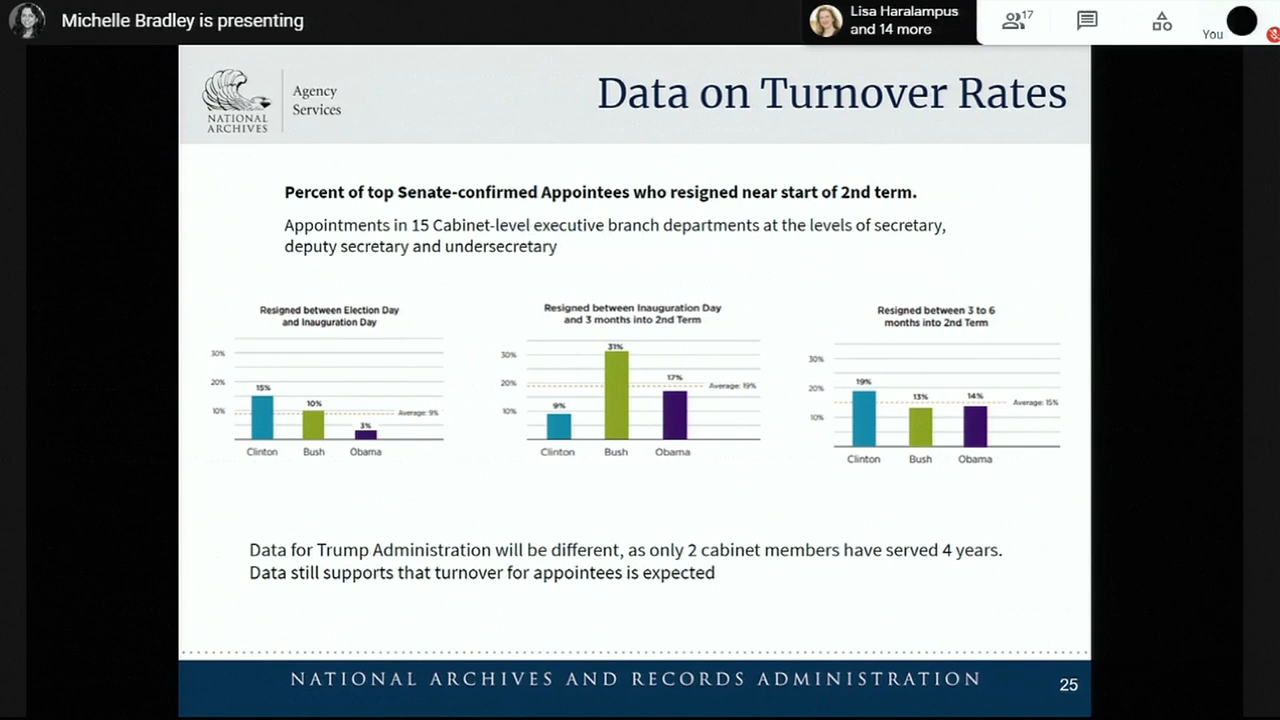 Michelle Bradley is presenting
Lisa Haralampus
and 14 more
17
You
NATIONAL
ARCHIVES
Agency
Services
Data on Turnover Rates
Percent of top Senate-confirmed Appointees who resigned near start of 2nd term.
Appointments in 15 Cabinet-level executive branch departments at the levels of secretary,
deputy secretary and undersecretary
Resigned between Election Day
and Inauguration Day
30%
20%
10%
15%
10%
3%
Average: 9%
Clinton Bush Obama
Resigned between Inauguration Day
and 3 months into 2nd Term
30%
20%
10%
9%
31%
17%
Average: 19%
Clinton Bush Obama
Resigned between 3 to 6
months into 2nd Term
30%
20%
10%
19%
13%
14%
Average: 15%
Clinton Bush Obama
Data for Trump Administration will be different, as only 2 cabinet members have served 4 years.
Data still supports that turnover for appointees is expected
NATIONAL ARCHIVES AND RECORDS ADMINISTRATION
25